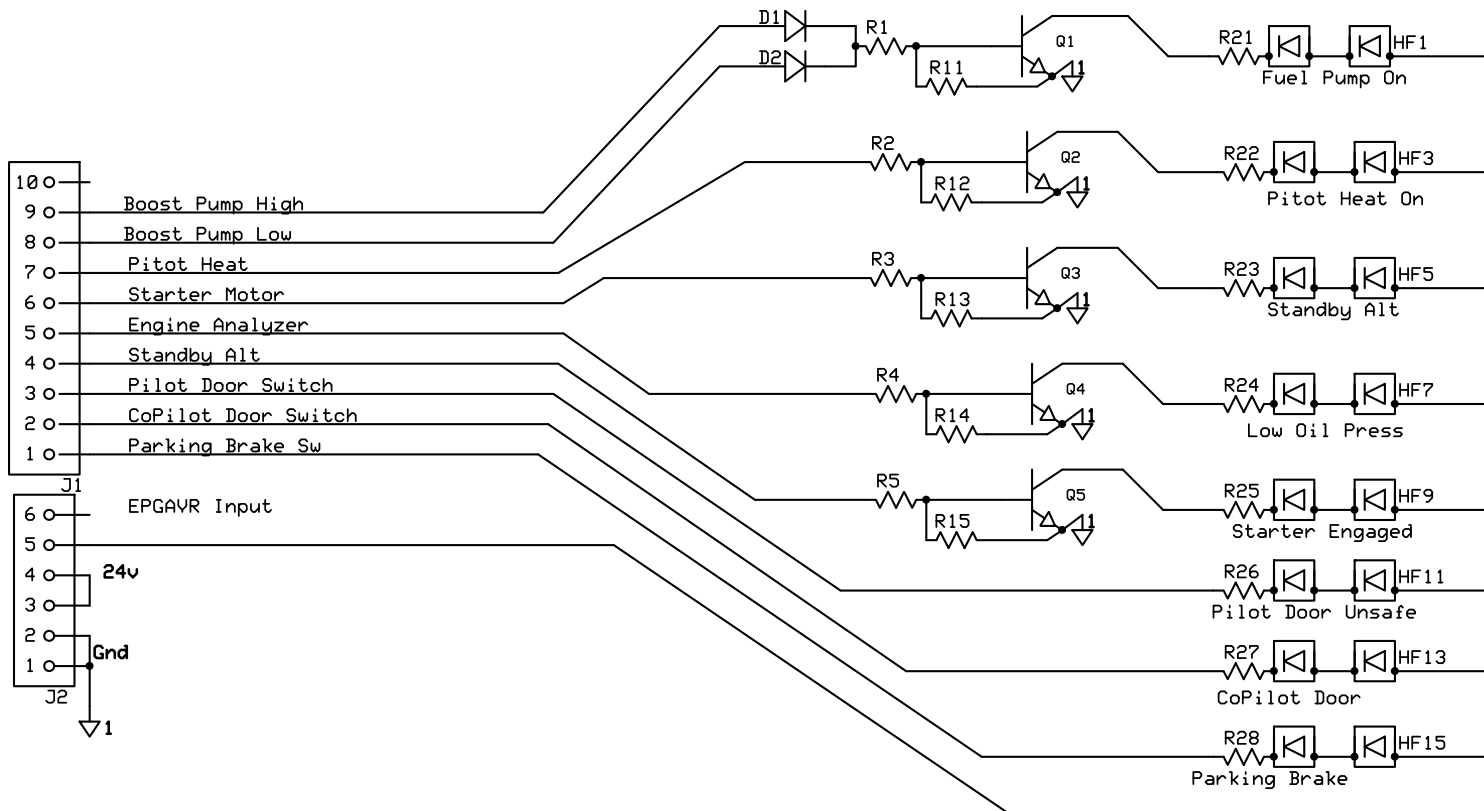 D1
R1
Q1
R21
HF1
D2
R11
1
Fuel Pump On
R2
Q2
R22
HF3
R12
1
Pitot Heat On
10
9 Boost Pump High
8 Boost Pump Low
7 Pitot Heat
6 Starter Motor
5 Engine Analyzer
4 Standby Alt
3 Pilot Door Switch
2 CoPilot Door Switch
1 Parking Brake Sw
J1
R3
Q3
R23
HF5
R13
1
Standby Alt
R4
Q4
R24
HF7
R14
1
Low Oil Press
R5
Q5
R25
HF9
R15
1
Starter Engaged
EPGAVR Input
6
5
4 24v
3
2
Gnd
1
J2
1
R26
HF11
Pilot Door Unsafe
R27
HF13
CoPilot Door
R28
HF15
Parking Brake